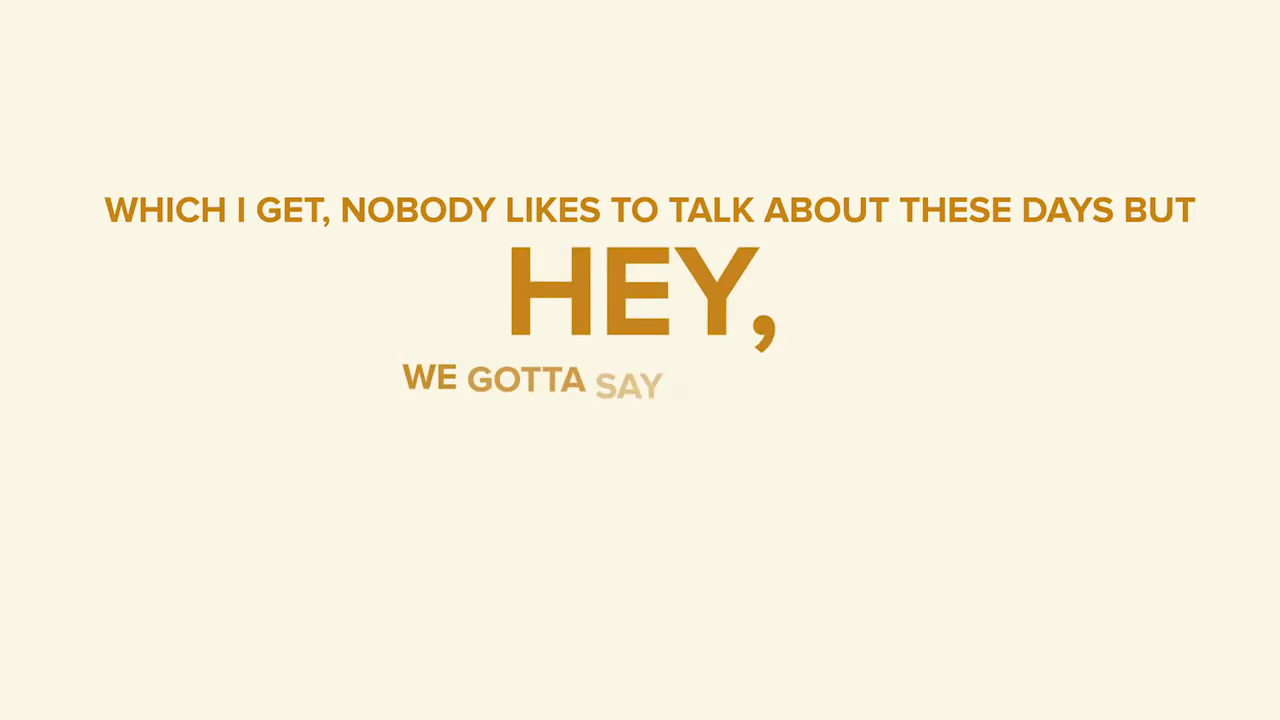 WHICH I GET, NOBODY LIKES TO TALK ABOUT THESE DAYS BUT
HEY,
WE GOTTA SAY